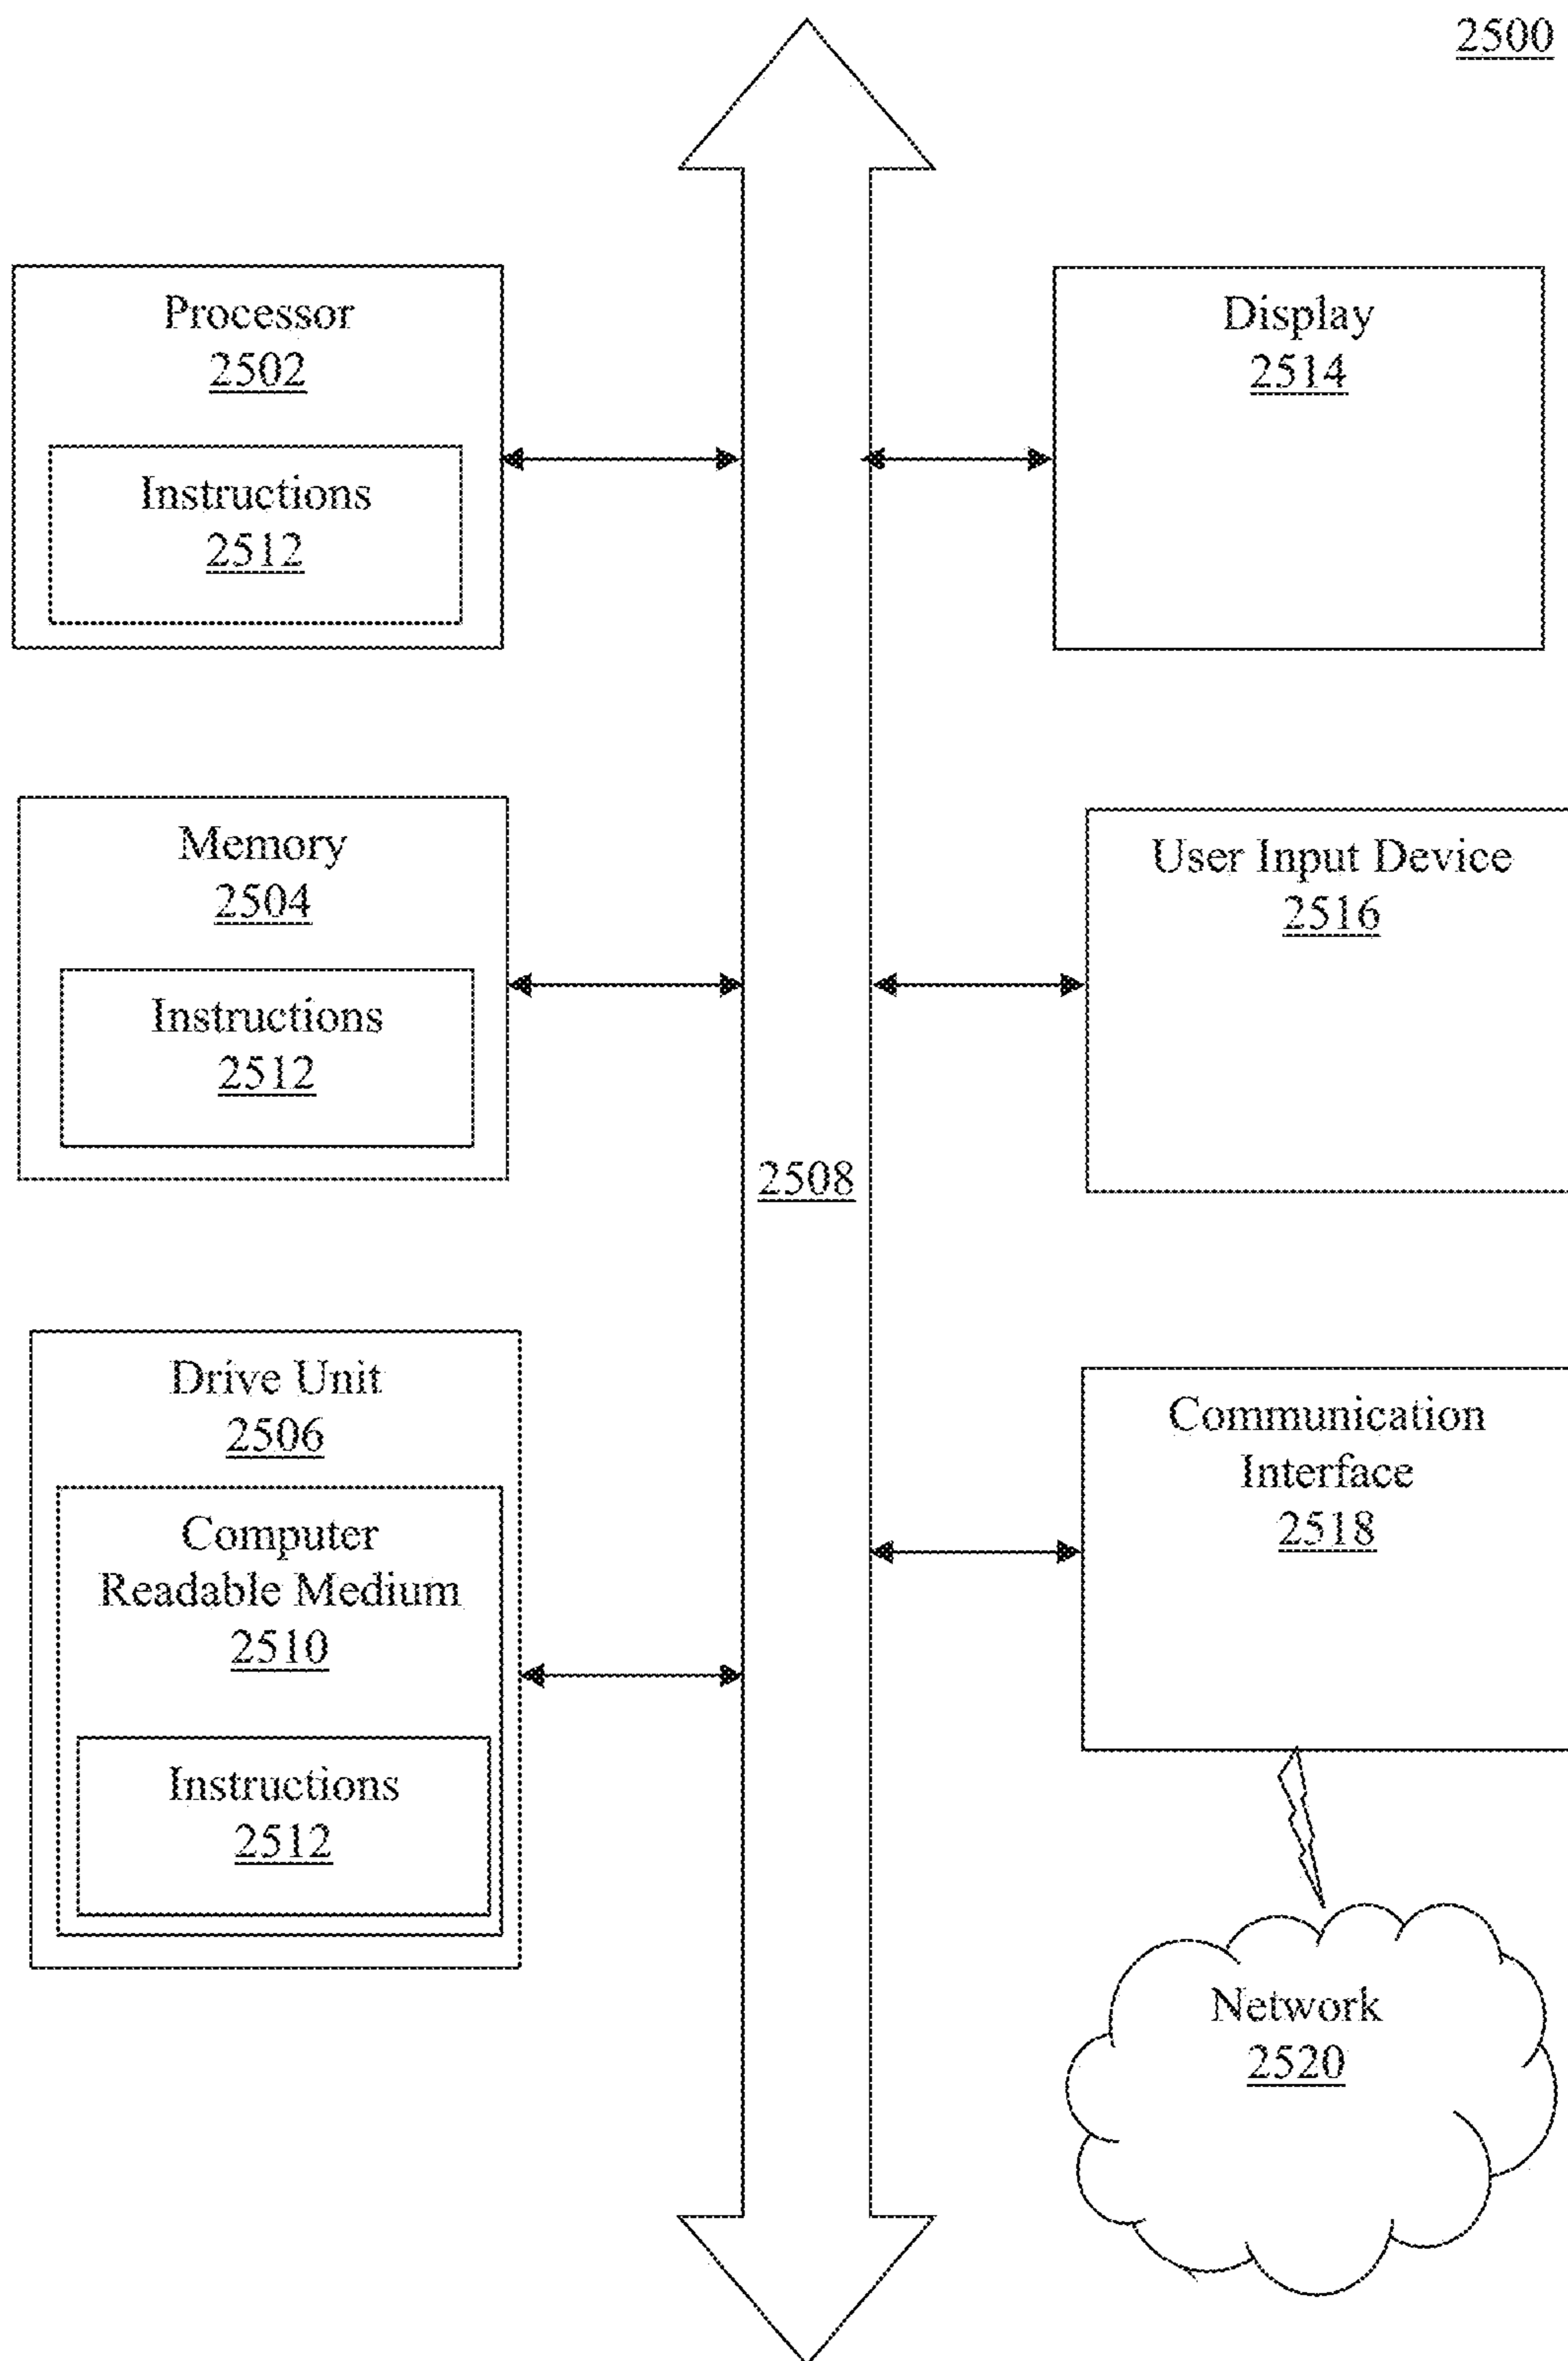 2500
Processor
2502
Instructions
2512
Display
2514
Memory
2504
Instructions
2512
User Input Device
2516
2508
Drive Unit
2506
Computer
Readable Medium
2510
Instructions
2512
Communication
Interface
2518
Network
2520